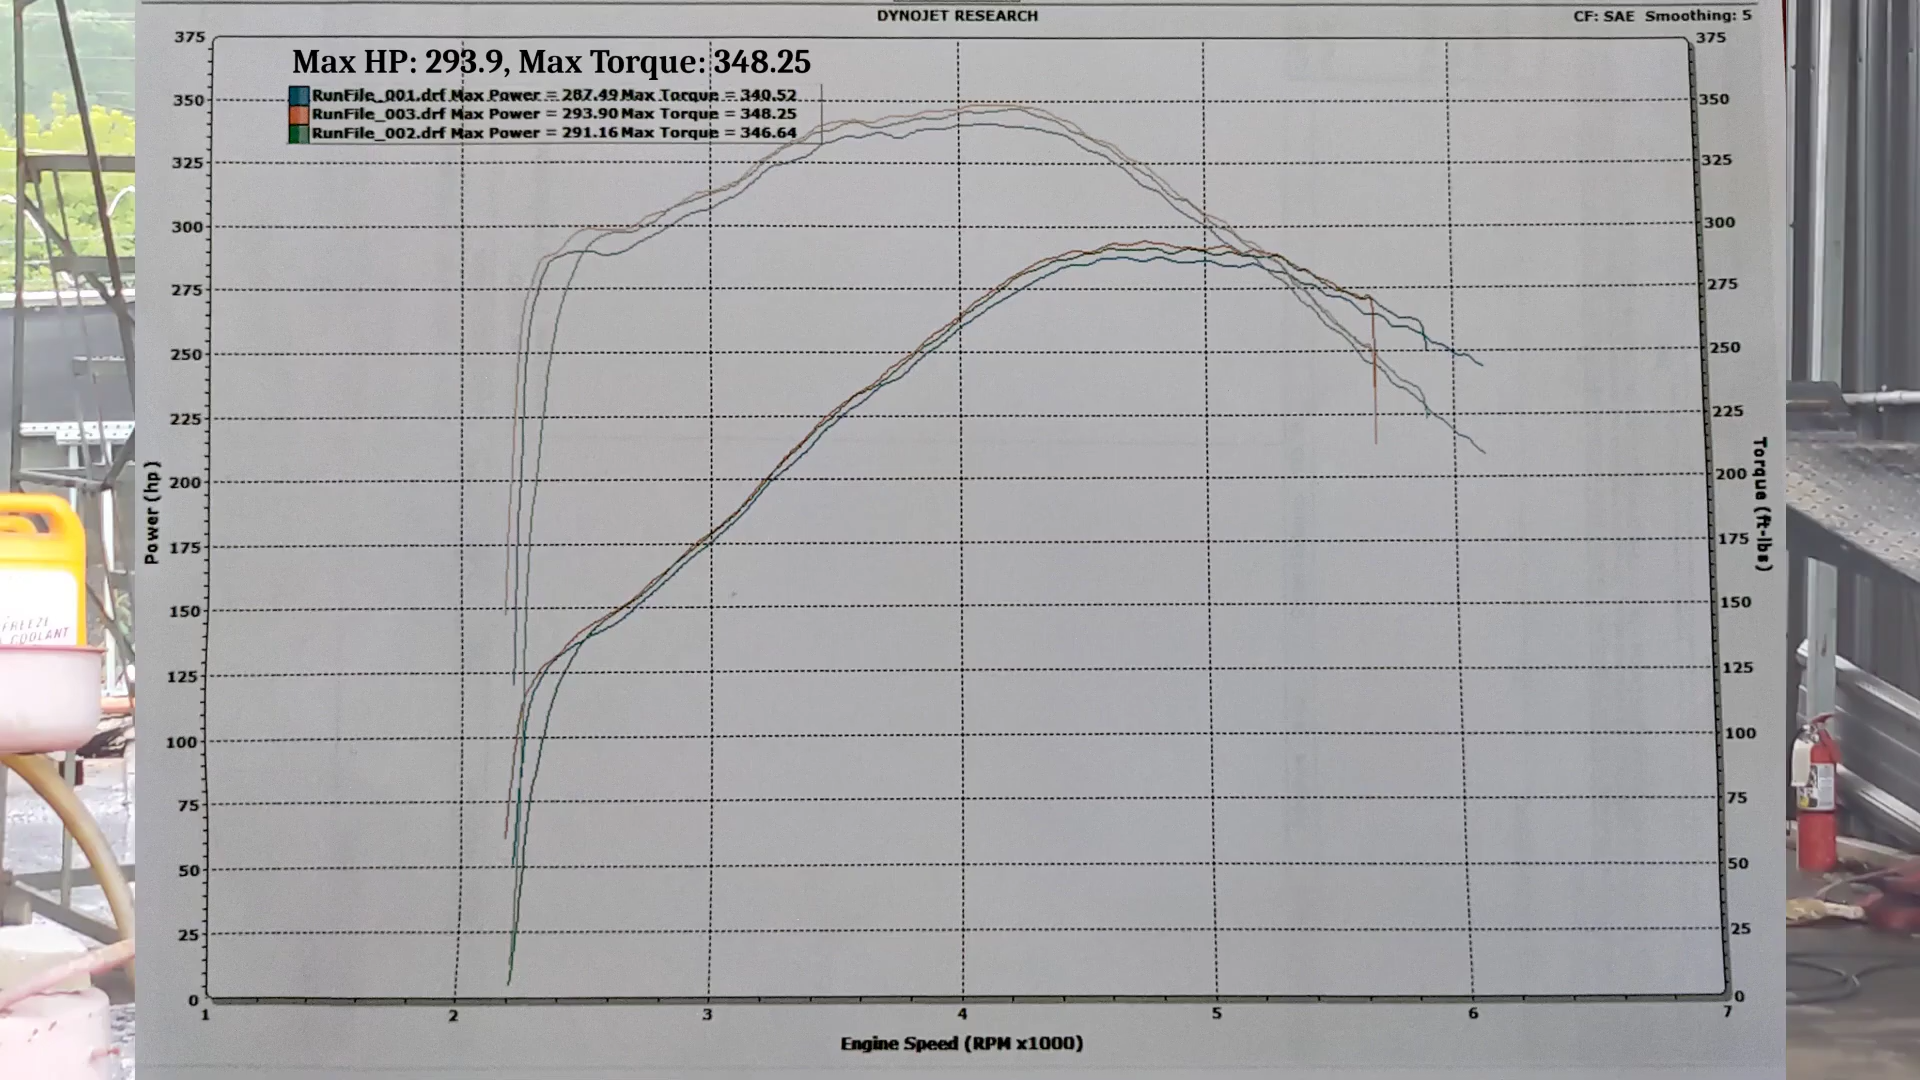 DYNOJET RESEARCH
CF: SAE Smoothing: 5
Max HP: 293.9, Max Torque: 348.25
RunFile_001.drf Max Power = 287.49 Max Torque = 340.52
RunFile_003.drf Max Power = 293.90 Max Torque = 348.25
RunFile_002.drf Max Power = 291.16 Max Torque = 346.64
375
350
325
300
275
250
225
200
175
150
125
100
75
50
25
0
Power (hp)
375
350
325
300
275
250
225
200
175
150
125
100
75
50
25
0
Torque (ft-lbs)
1 2 3 4 5 6 7
Engine Speed (RPM x1000)
FREEZE
COOLANT